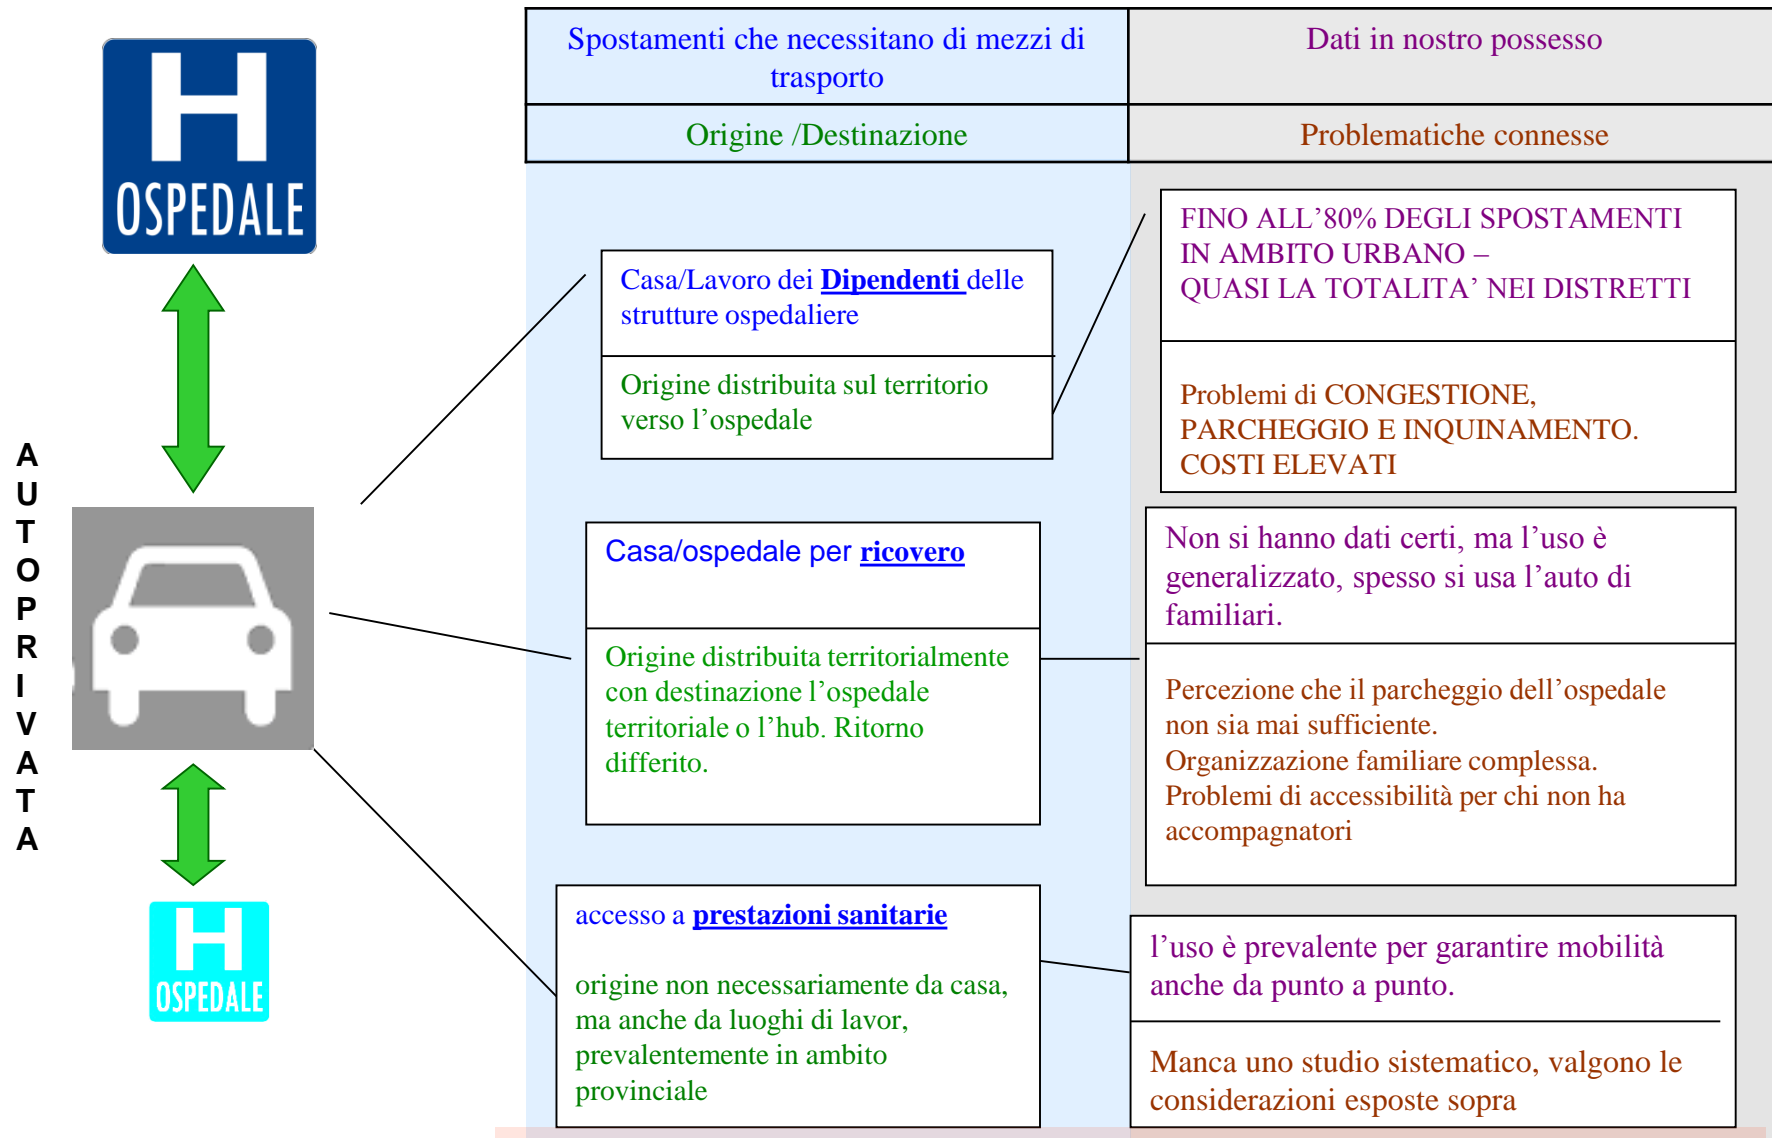 OSPEDALE
A
U
T
O
P
R
I
V
A
T
A
OSPEDALE
Spostamenti che necessitano di mezzi di
trasporto
Dati in nostro possesso
Origine /Destinazione
Problematiche connesse
Casa/Lavoro dei Dipendenti delle
strutture ospedaliere
Origine distribuita sul territorio
verso l’ospedale
FINO ALL’80% DEGLI SPOSTAMENTI
IN AMBITO URBANO –
QUASI LA TOTALITA’ NEI DISTRETTI
Problemi di CONGESTIONE,
PARCHEGGIO E INQUINAMENTO.
COSTI ELEVATI
Casa/ospedale per ricovero
Origine distribuita territorialmente
con destinazione l’ospedale
territoriale o l’hub. Ritorno
differito.
Non si hanno dati certi, ma l’uso è
generalizzato, spesso si usa l’auto di
familiari.
Percezione che il parcheggio dell’ospedale
non sia mai sufficiente.
Organizzazione familiare complessa.
Problemi di accessibilità per chi non ha
accompagnatori
accesso a prestazioni sanitarie
origine non necessariamente da casa,
ma anche da luoghi di lavor,
prevalentemente in ambito
provinciale
l’uso è prevalente per garantire mobilità
anche da punto a punto.
Manca uno studio sistematico, valgono le
considerazioni esposte sopra